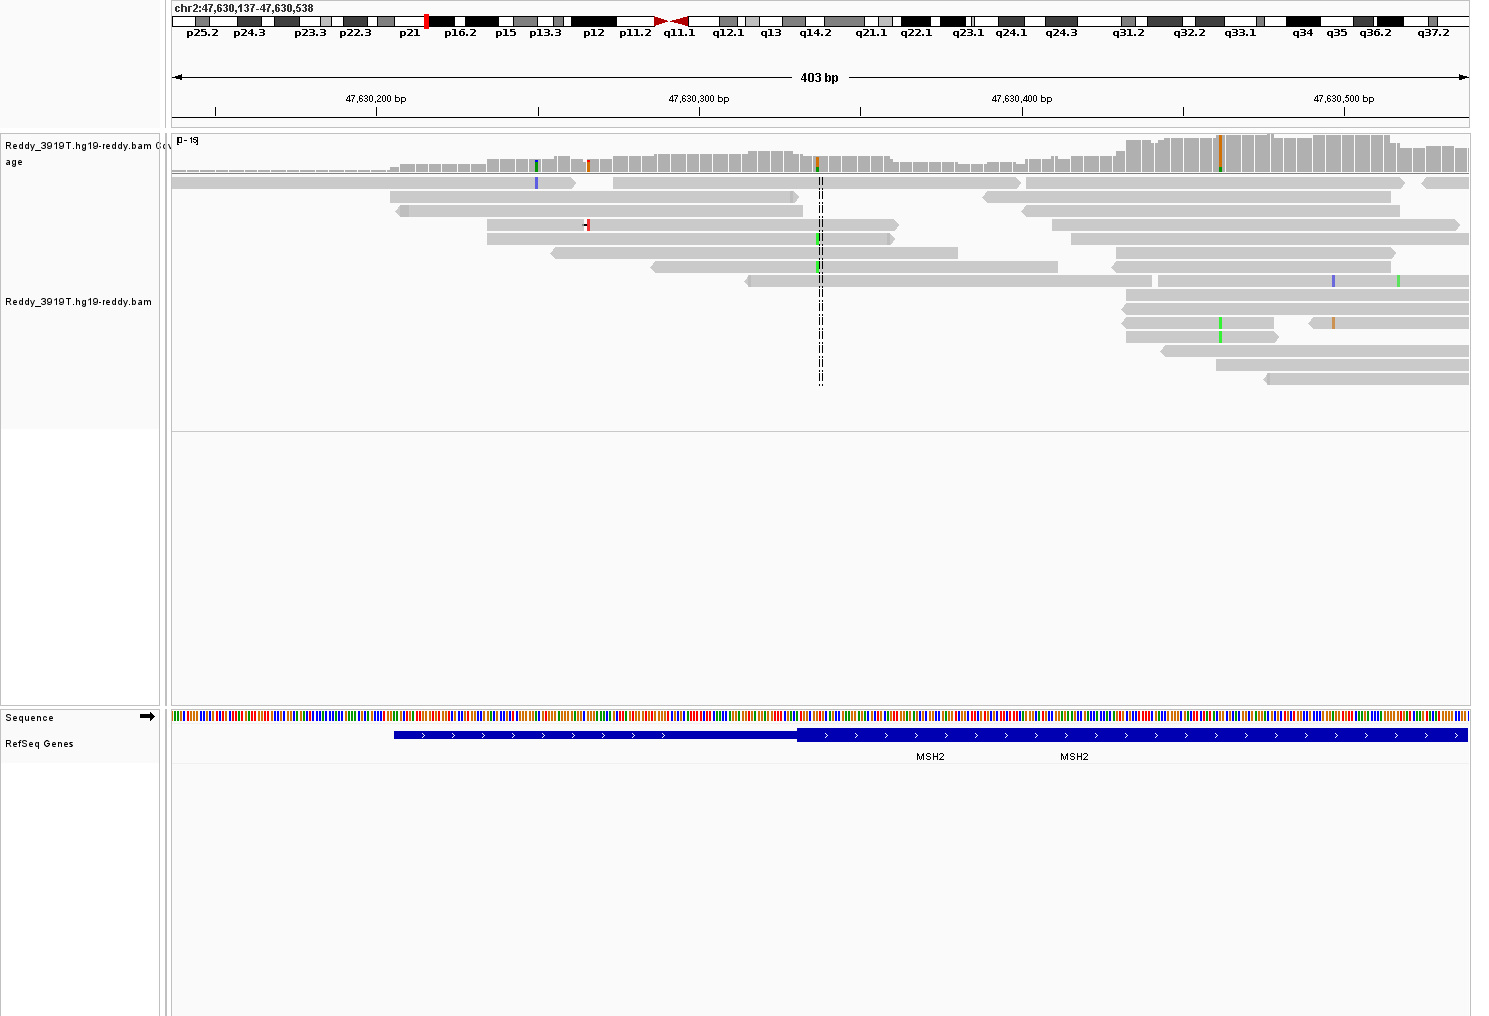 chr2:47,630,137-47,630,538
p25.2 p24.3 p23.3 p22.3 p21 p16.2 p15 p13.3 p12 p11.2 q11.1 q12.1 q13 q14.2 q21.1 q22.1 q23.1 q24.1 q24.3 q31.2 q32.2 q33.1 q34 q35 q36.2 q37.2
403 bp
47,630,200 bp 47,630,300 bp 47,630,400 bp 47,630,500 bp
Reddy_3919T.hg19-reddy.bam Cov
age
[0 - 19]
Reddy_3919T.hg19-reddy.bam
Sequence
RefSeq Genes
MSH2 MSH2